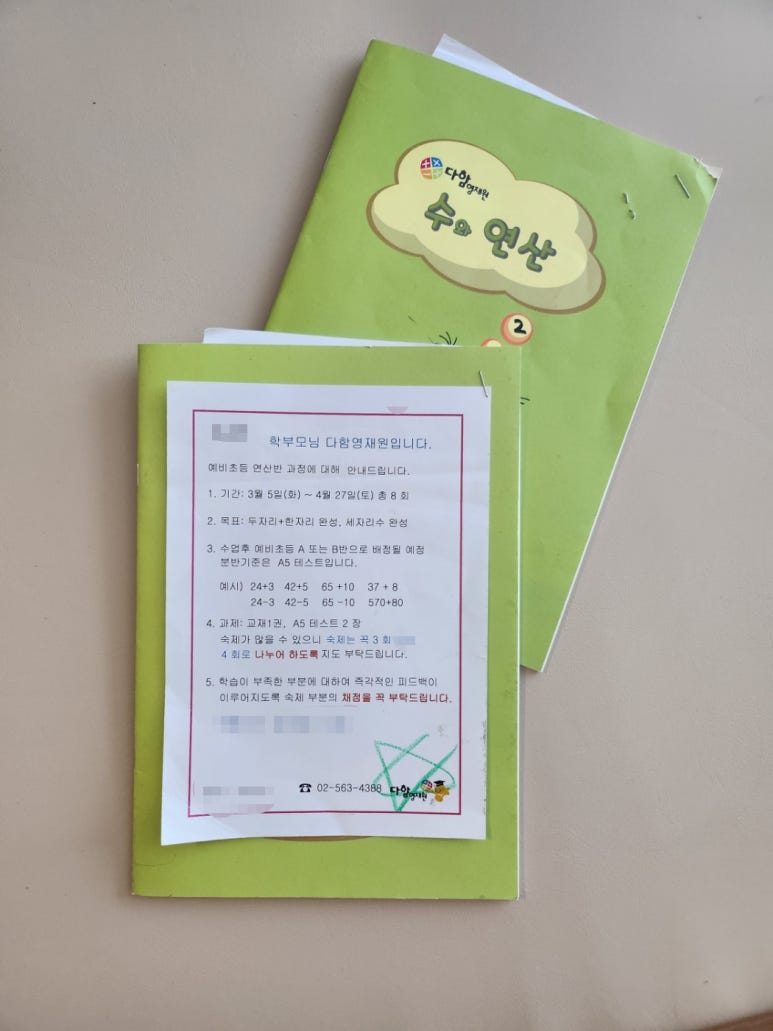 다함영재원
수와 연산
2
학부모님 다함영재원입니다.
예비초등 연산반 과정에 대해 안내드립니다.
1. 기간: 3월 5일(화) ~ 4월 27일(토) 총 8 회
2. 목표: 두자리+한자리 완성, 세자리수 완성
3. 수업후 예비초등 A 또는 B반으로 배정될 예정
분반기준은 A5 테스트입니다.
예시) 24+3 42+5 65 +10 37 + 8
24-3 42-5 65 -10 570+80
4. 과제: 교재1권, A5 테스트 2 장
숙제가 많을 수 있으니 숙제는 꼭 3 회
4 회로 나누어 하도록 지도 부탁드립니다.
5. 학습이 부족한 부분에 대하여 즉각적인 피드백이
이루어지도록 숙제 부분의 채점을 꼭 부탁드립니다.
☎ 02-563-4388 다함영재원